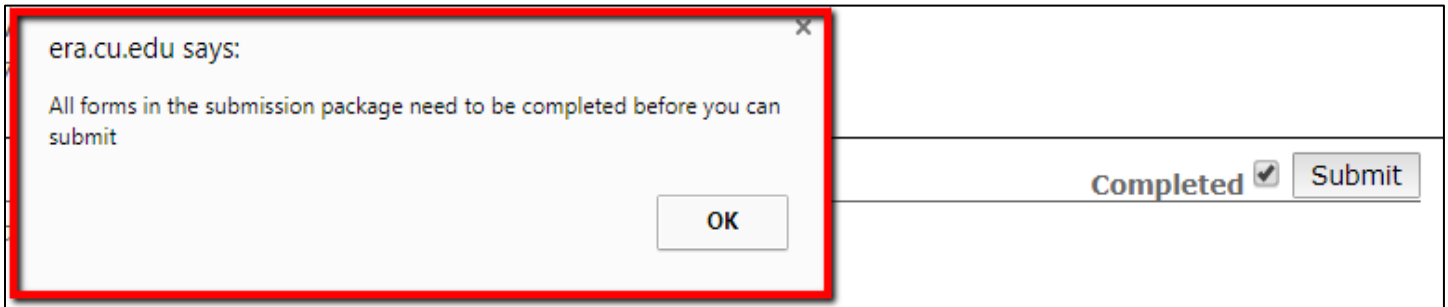 era.cu.edu says:
All forms in the submission package need to be completed before you can
submit
OK
Completed
Submit